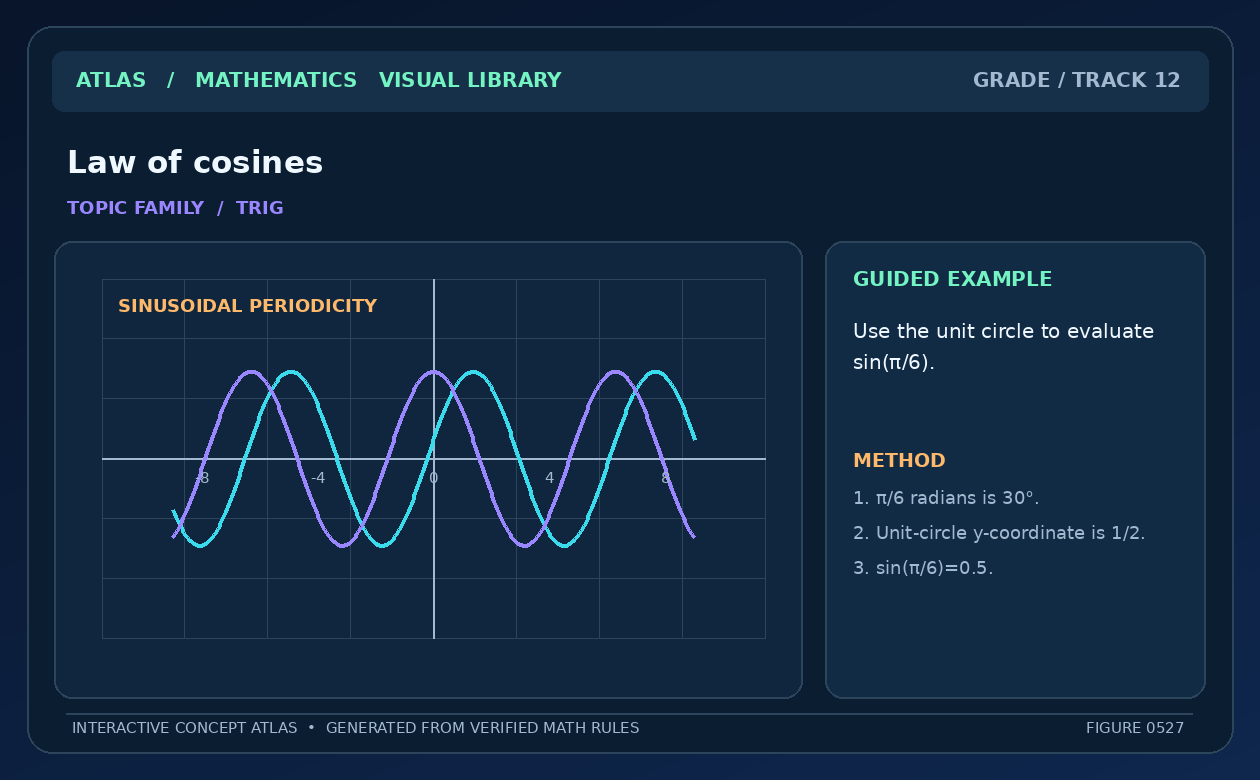 ATLAS / MATHEMATICS VISUAL LIBRARY
GRADE / TRACK 12
Law of cosines
TOPIC FAMILY / TRIG
SINUSOIDAL PERIODICITY
-8 -4 0 4 8
GUIDED EXAMPLE
Use the unit circle to evaluate
sin(π/6).
METHOD
1. π/6 radians is 30°.
2. Unit-circle y-coordinate is 1/2.
3. sin(π/6)=0.5.
INTERACTIVE CONCEPT ATLAS • GENERATED FROM VERIFIED MATH RULES
FIGURE 0527